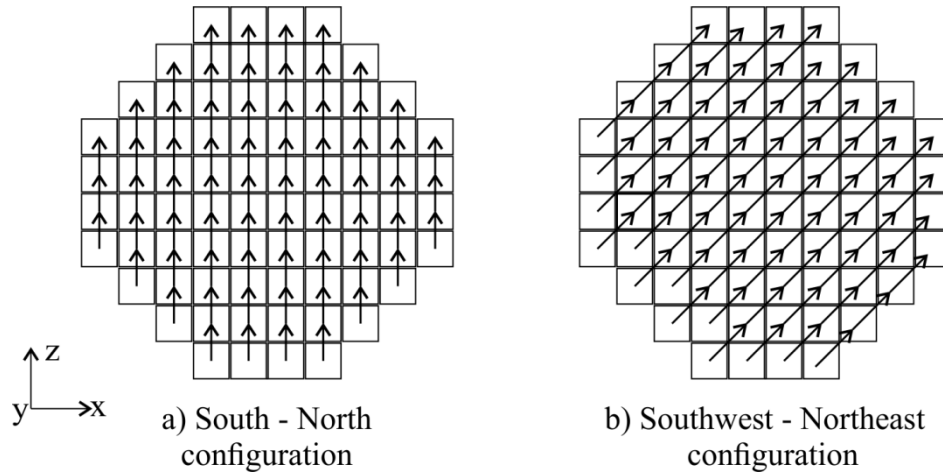 z
y x
a) South - North
configuration
b) Southwest - Northeast
configuration